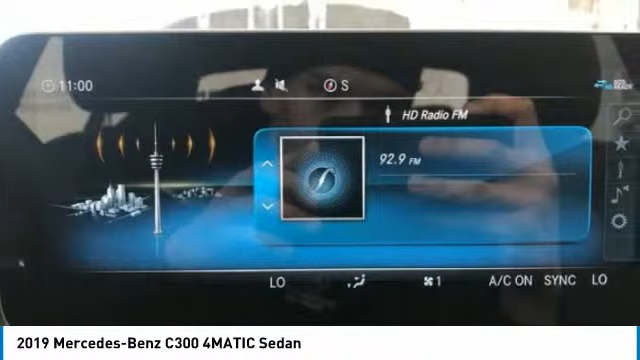 11:00 S
HD Radio FM
92.9 FM
LO 1 A/C ON SYNC LO
2019 Mercedes-Benz C300 4MATIC Sedan